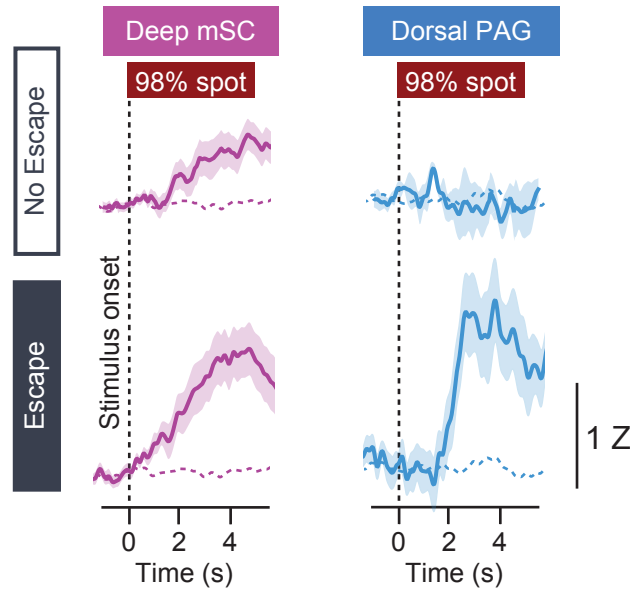 Deep mSC
Dorsal PAG
98% spot
98% spot
No Escape
Escape
Stimulus onset
1 Z
0 2 4
0 2 4
Time (s)
Time (s)